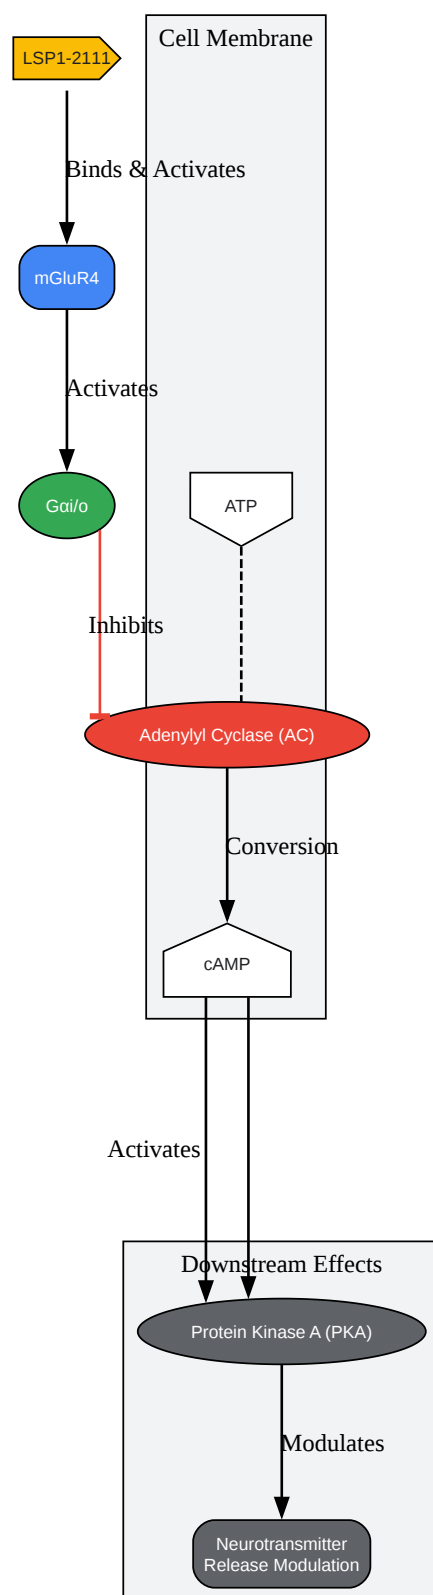 Cell Membrane
LSP1-2111
Binds & Activates
mGluR4
Activates
Gαi/o
ATP
Inhibits
Adenylyl Cyclase (AC)
Conversion
cAMP
Activates
Downstream Effects
Protein Kinase A (PKA)
Modulates
Neurotransmitter
Release Modulation